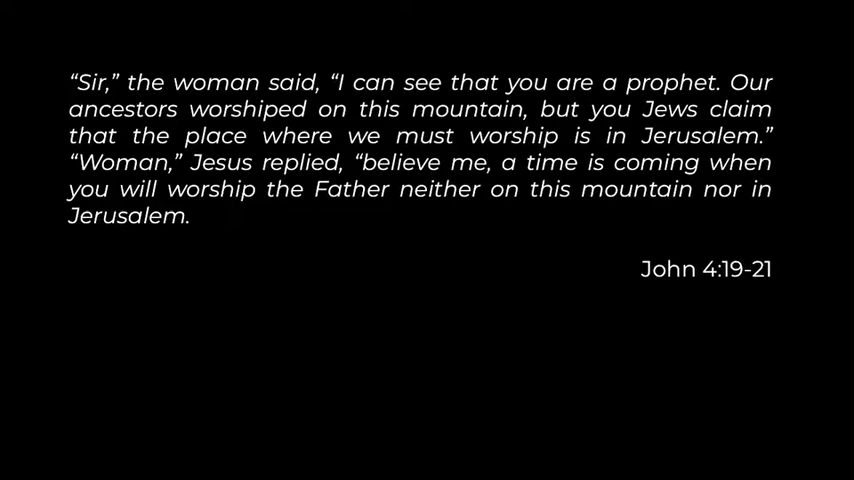 “Sir,” the woman said, “I can see that you are a prophet. Our
ancestors worshiped on this mountain, but you Jews claim
that the place where we must worship is in Jerusalem.”
“Woman,” Jesus replied, “believe me, a time is coming when
you will worship the Father neither on this mountain nor in
Jerusalem.
John 4:19-21